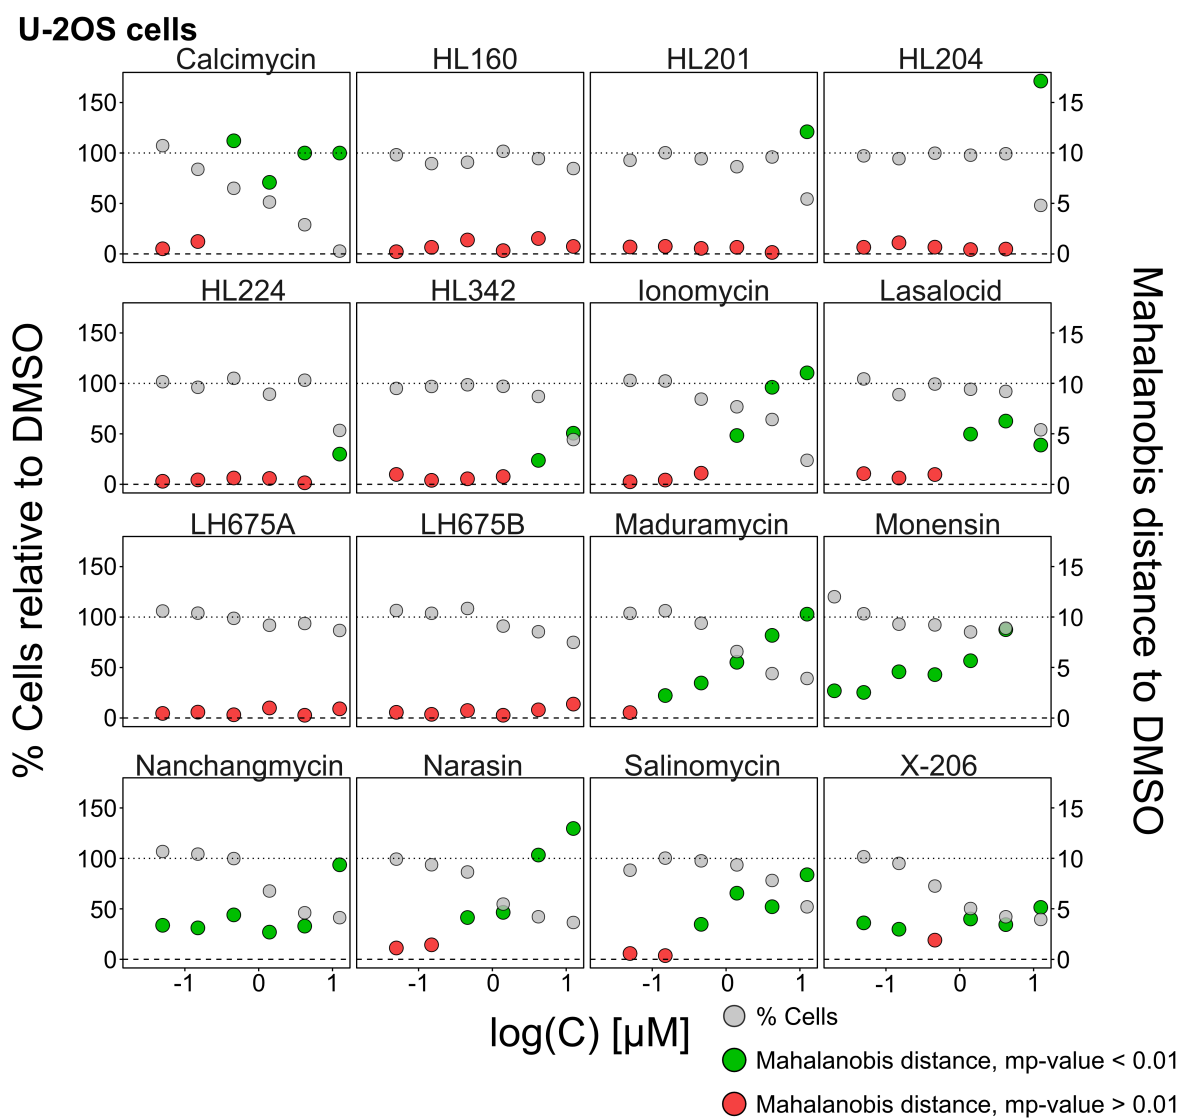 U-2OS cells
Calcimycin HL160 HL201 HL204
150 15
100 10
50 5
0 0
HL224 HL342 Ionomycin Lasalocid
150 15
100 10
50 5
0 0
LH675A LH675B Maduramycin Monensin
150 15
100 10
50 5
0 0
Nanchangmycin Narasin Salinomycin X-206
150 15
100 10
50 5
0 0
-1 0 1 -1 0 1 -1 0 1 -1 0 1
% Cells relative to DMSO
Mahalanobis distance to DMSO
log(C) [µM]
% Cells
Mahalanobis distance, mp-value < 0.01
Mahalanobis distance, mp-value > 0.01